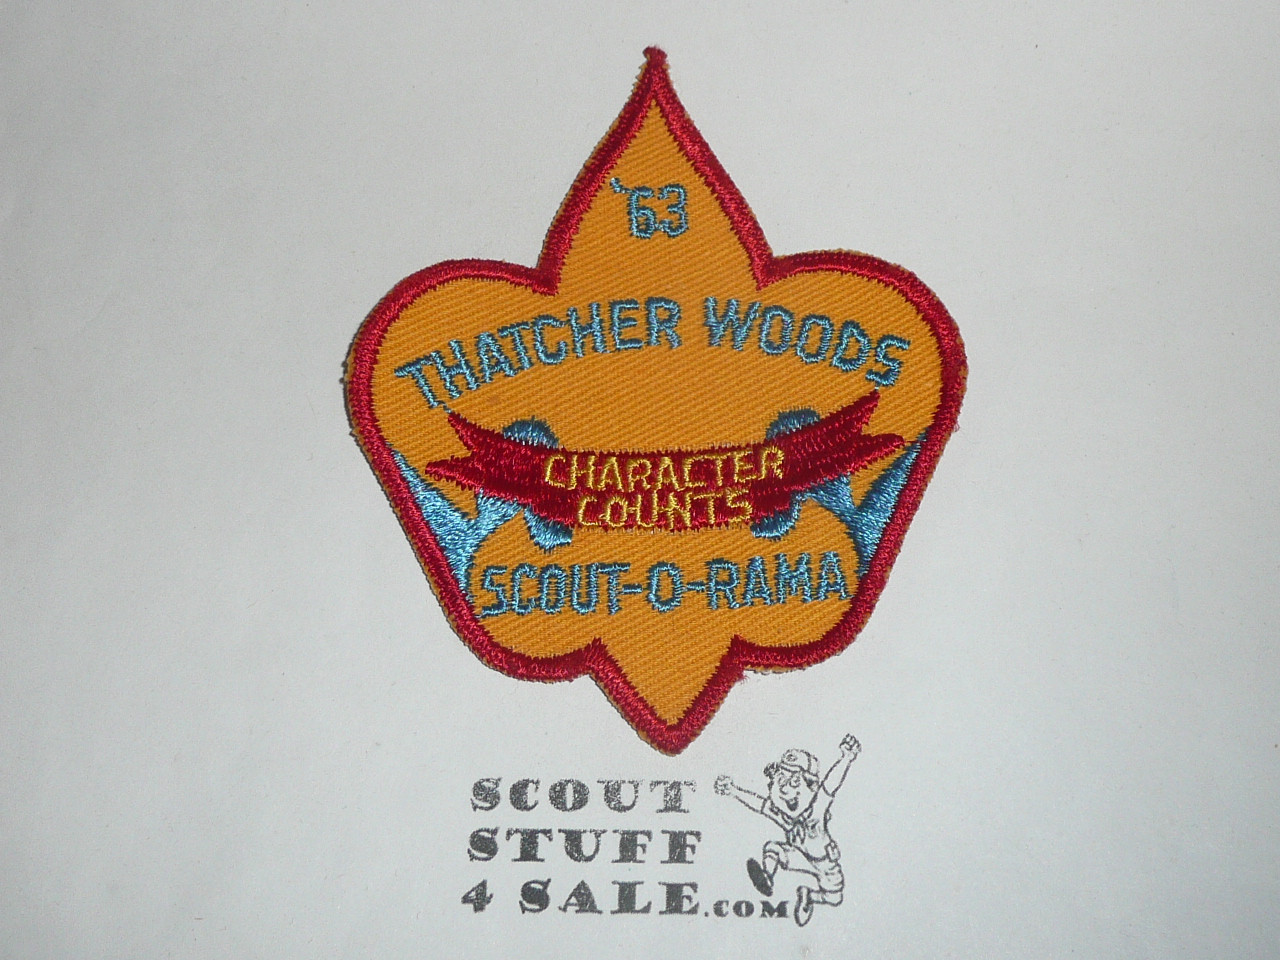 '63
THATCHER WOODS
CHARACTER
COUNTS
SCOUT-O-RAMA
SCOUT
STUFF
4 SALE.COM